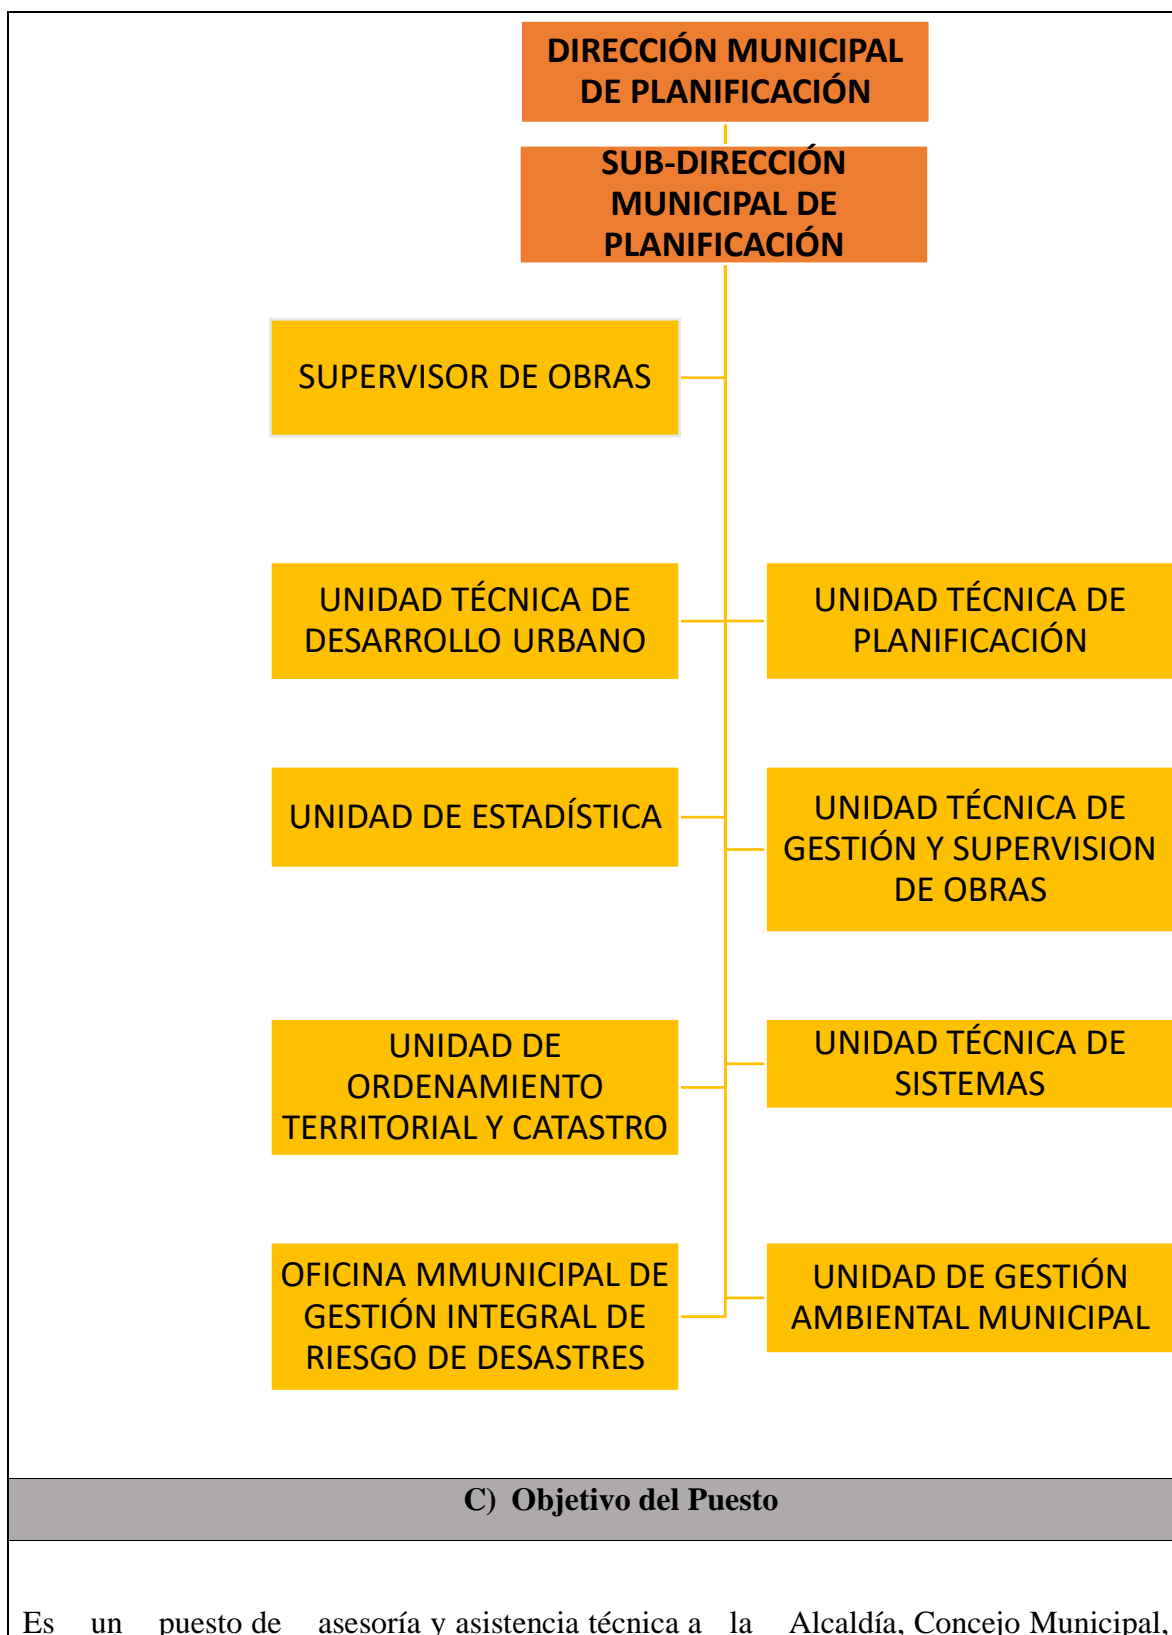 DIRECCIÓN MUNICIPAL
DE PLANIFICACIÓN
SUB-DIRECCIÓN
MUNICIPAL DE
PLANIFICACIÓN
SUPERVISOR DE OBRAS
UNIDAD TÉCNICA DE
DESARROLLO URBANO
UNIDAD TÉCNICA DE
PLANIFICACIÓN
UNIDAD DE ESTADÍSTICA
UNIDAD TÉCNICA DE
GESTIÓN Y SUPERVISION
DE OBRAS
UNIDAD DE
ORDENAMIENTO
TERRITORIAL Y CATASTRO
UNIDAD TÉCNICA DE
SISTEMAS
OFICINA MMUNICIPAL DE
GESTIÓN INTEGRAL DE
RIESGO DE DESASTRES
UNIDAD DE GESTIÓN
AMBIENTAL MUNICIPAL
C) Objetivo del Puesto
Es un puesto de asesoría y asistencia técnica a la Alcaldía, Concejo Municipal,